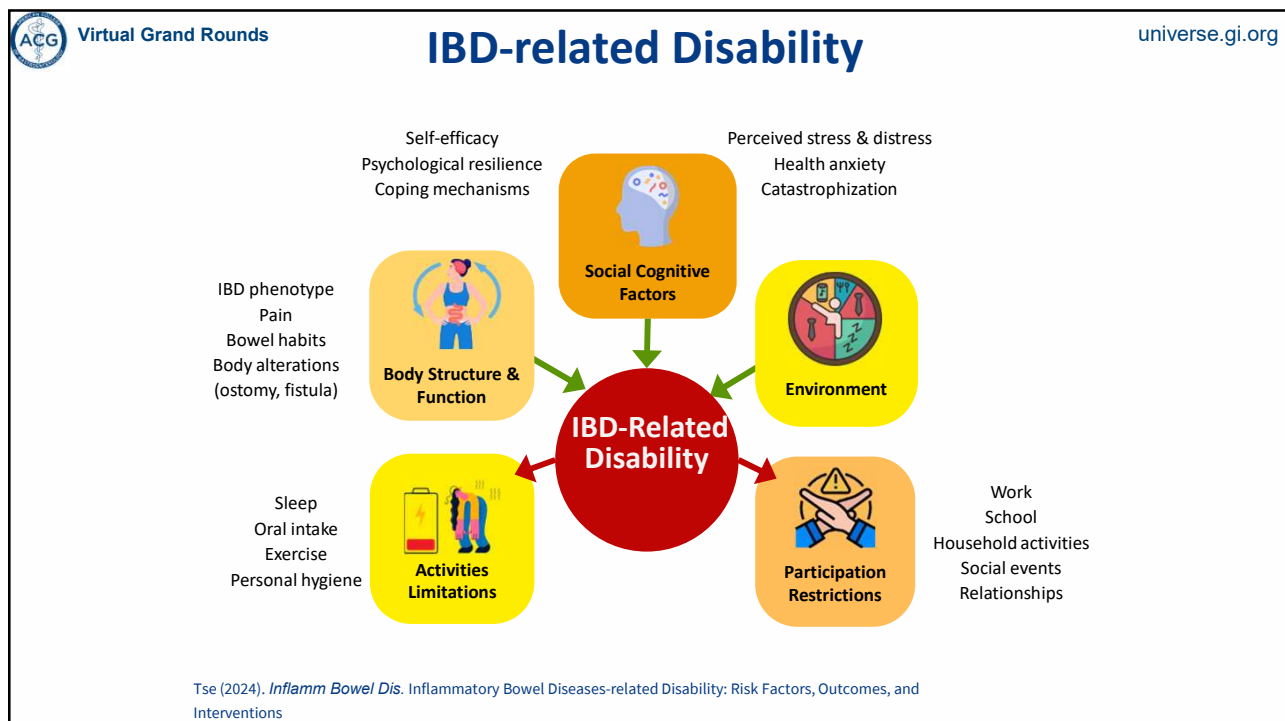 ACG
Virtual Grand Rounds
IBD-related Disability
universe.gi.org
Self-efficacy
Psychological resilience
Coping mechanisms
Perceived stress & distress
Health anxiety
Catastrophization
Social Cognitive
Factors
IBD phenotype
Pain
Bowel habits
Body alterations
(ostomy, fistula)
Body Structure &
Function
Environment
IBD-Related
Disability
Sleep
Oral intake
Exercise
Personal hygiene
Activities
Limitations
Participation
Restrictions
Work
School
Household activities
Social events
Relationships
Tse (2024). Inflamm Bowel Dis. Inflammatory Bowel Diseases-related Disability: Risk Factors, Outcomes, and
Interventions